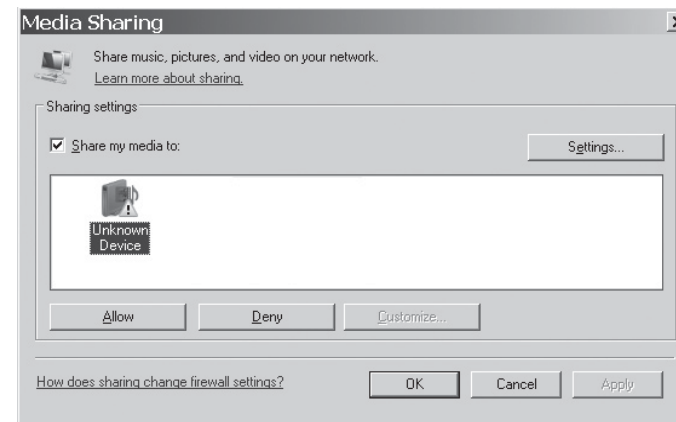 Media Sharing
Share music, pictures, and video on your network.
Learn more about sharing.
Sharing settings
Share my media to:
Settings...
Unknown
Device
Allow Deny Customize...
How does sharing change firewall settings? OK Cancel Apply